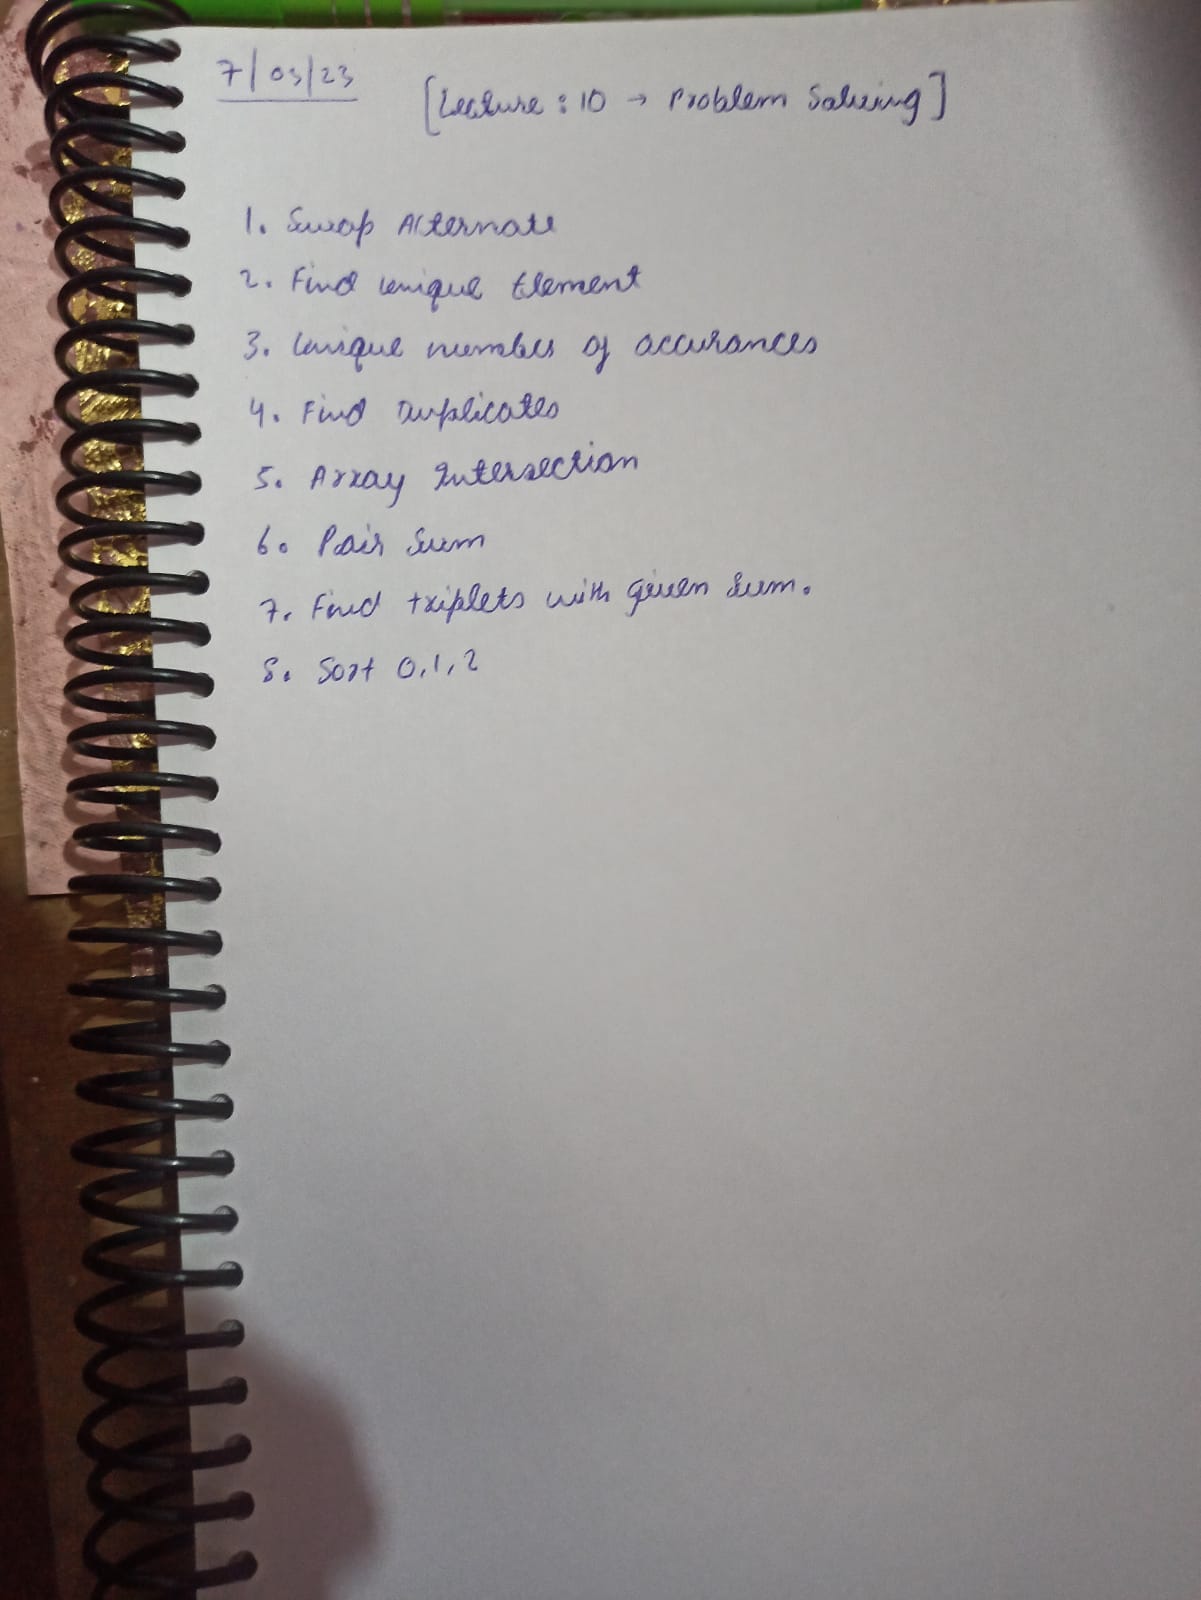 7/03/23
[Lecture : 10 → Problem Solving]
1. Swap Alternate
2. Find unique Element
3. Unique number of accurances
4. Find Duplicates
5. Array Intersection
6. Pair Sum
7. Find triplets with given Sum.
8. Sort 0,1,2